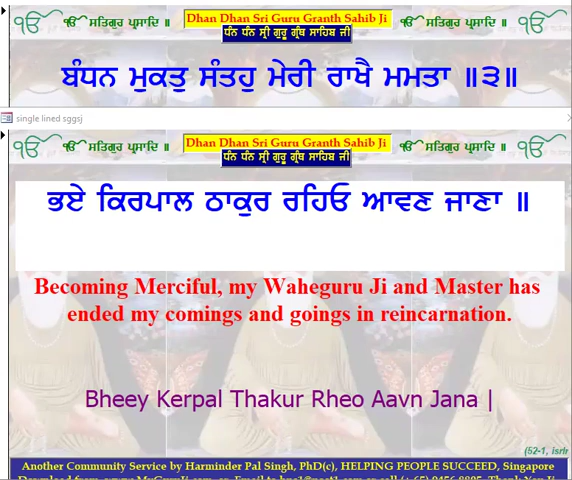 ੴ ਸਤਿਗੁਰ ਪ੍ਰਸਾਦਿ ॥ Dhan Dhan Sri Guru Granth Sahib Ji ੴ ਸਤਿਗੁਰ ਪ੍ਰਸਾਦਿ ॥ ੴ
ਧੰਨ ਧੰਨ ਸ੍ਰੀ ਗੁਰੂ ਗ੍ਰੰਥ ਸਾਹਿਬ ਜੀ
ਬੰਧਨ ਮੁਕਤੁ ਸੰਤਹੁ ਮੇਰੀ ਰਾਖੈ ਮਮਤਾ ॥੩॥
single lined sggsj
ੴ ੴ ਸਤਿਗੁਰ ਪ੍ਰਸਾਦਿ ॥ Dhan Dhan Sri Guru Granth Sahib Ji ੴ ਸਤਿਗੁਰ ਪ੍ਰਸਾਦਿ ॥ ੴ
ਧੰਨ ਧੰਨ ਸ੍ਰੀ ਗੁਰੂ ਗ੍ਰੰਥ ਸਾਹਿਬ ਜੀ
ਭਏ ਕਿਰਪਾਲ ਠਾਕੁਰ ਰਹਿਓ ਆਵਣ ਜਾਣਾ ॥
Becoming Merciful, my Waheguru Ji and Master has
ended my comings and goings in reincarnation.
Bheey Kerpal Thakur Rheo Aavn Jana |
(52-1,
Another Community Service by Harminder Pal Singh, PhD(c), HELPING PEOPLE SUCCEED, Singapore